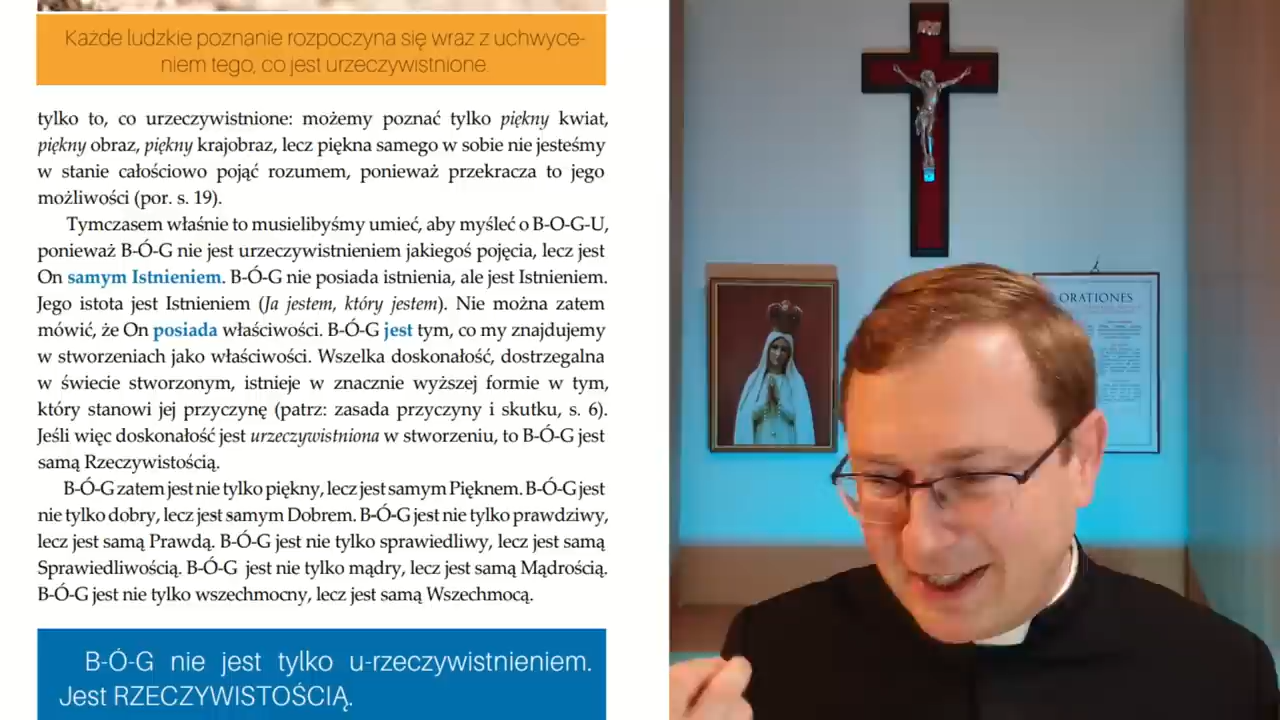 Każde ludzkie poznanie rozpoczyna się wraz z uchwyce-
niem tego, co jest urzeczywistnione.
tylko to, co urzeczywistnione: możemy poznać tylko piękny kwiat,
piękny obraz, piękny krajobraz, lecz piękna samego w sobie nie jesteśmy
w stanie całościowo pojąć rozumem, ponieważ przekracza to jego
możliwości (por. s. 19).
Tymczasem właśnie to musielibyśmy umieć, aby myśleć o B-O-G-U,
ponieważ B-Ó-G nie jest urzeczywistnieniem jakiegoś pojęcia, lecz jest
On samym Istnieniem. B-Ó-G nie posiada istnienia, ale jest Istnieniem.
Jego istota jest Istnieniem (Ja jestem, który jestem). Nie można zatem
mówić, że On posiada właściwości. B-Ó-G jest tym, co my znajdujemy
w stworzeniach jako właściwości. Wszelka doskonałość, dostrzegalna
w świecie stworzonym, istnieje w znacznie wyższej formie w tym,
który stanowi jej przyczynę (patrz: zasada przyczyny i skutku, s. 6).
Jeśli więc doskonałość jest urzeczywistniona w stworzeniu, to B-Ó-G jest
samą Rzeczywistością.
B-Ó-G zatem jest nie tylko piękny, lecz jest samym Pięknem. B-Ó-G jest
nie tylko dobry, lecz jest samym Dobrem. B-Ó-G jest nie tylko prawdziwy,
lecz jest samą Prawdą. B-Ó-G jest nie tylko sprawiedliwy, lecz jest samą
Sprawiedliwością. B-Ó-G jest nie tylko mądry, lecz jest samą Mądrością.
B-Ó-G jest nie tylko wszechmocny, lecz jest samą Wszechmocą.
B-Ó-G nie jest tylko u-rzeczywistnieniem.
Jest RZECZYWISTOŚCIĄ.
ORATIONES